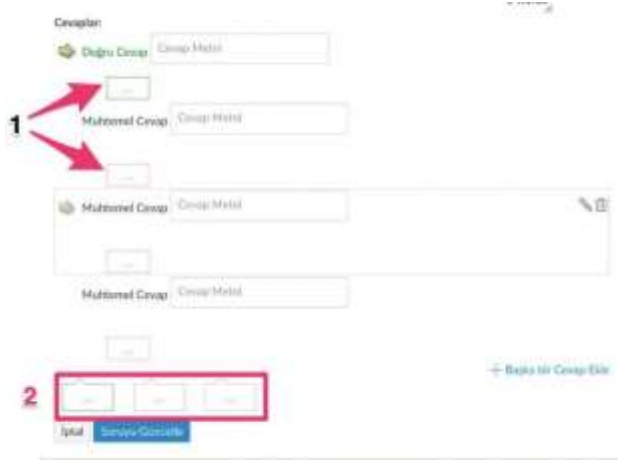 Cevaplar:
Doğru Cevap Cevap Metni
...
1
Muhtemel Cevap Cevap Metni
...
Muhtemel Cevap Cevap Metni
...
Muhtemel Cevap Cevap Metni
...
+ Başka bir Cevap Ekle
2
... ... ...
İptal Soruyu Güncelle